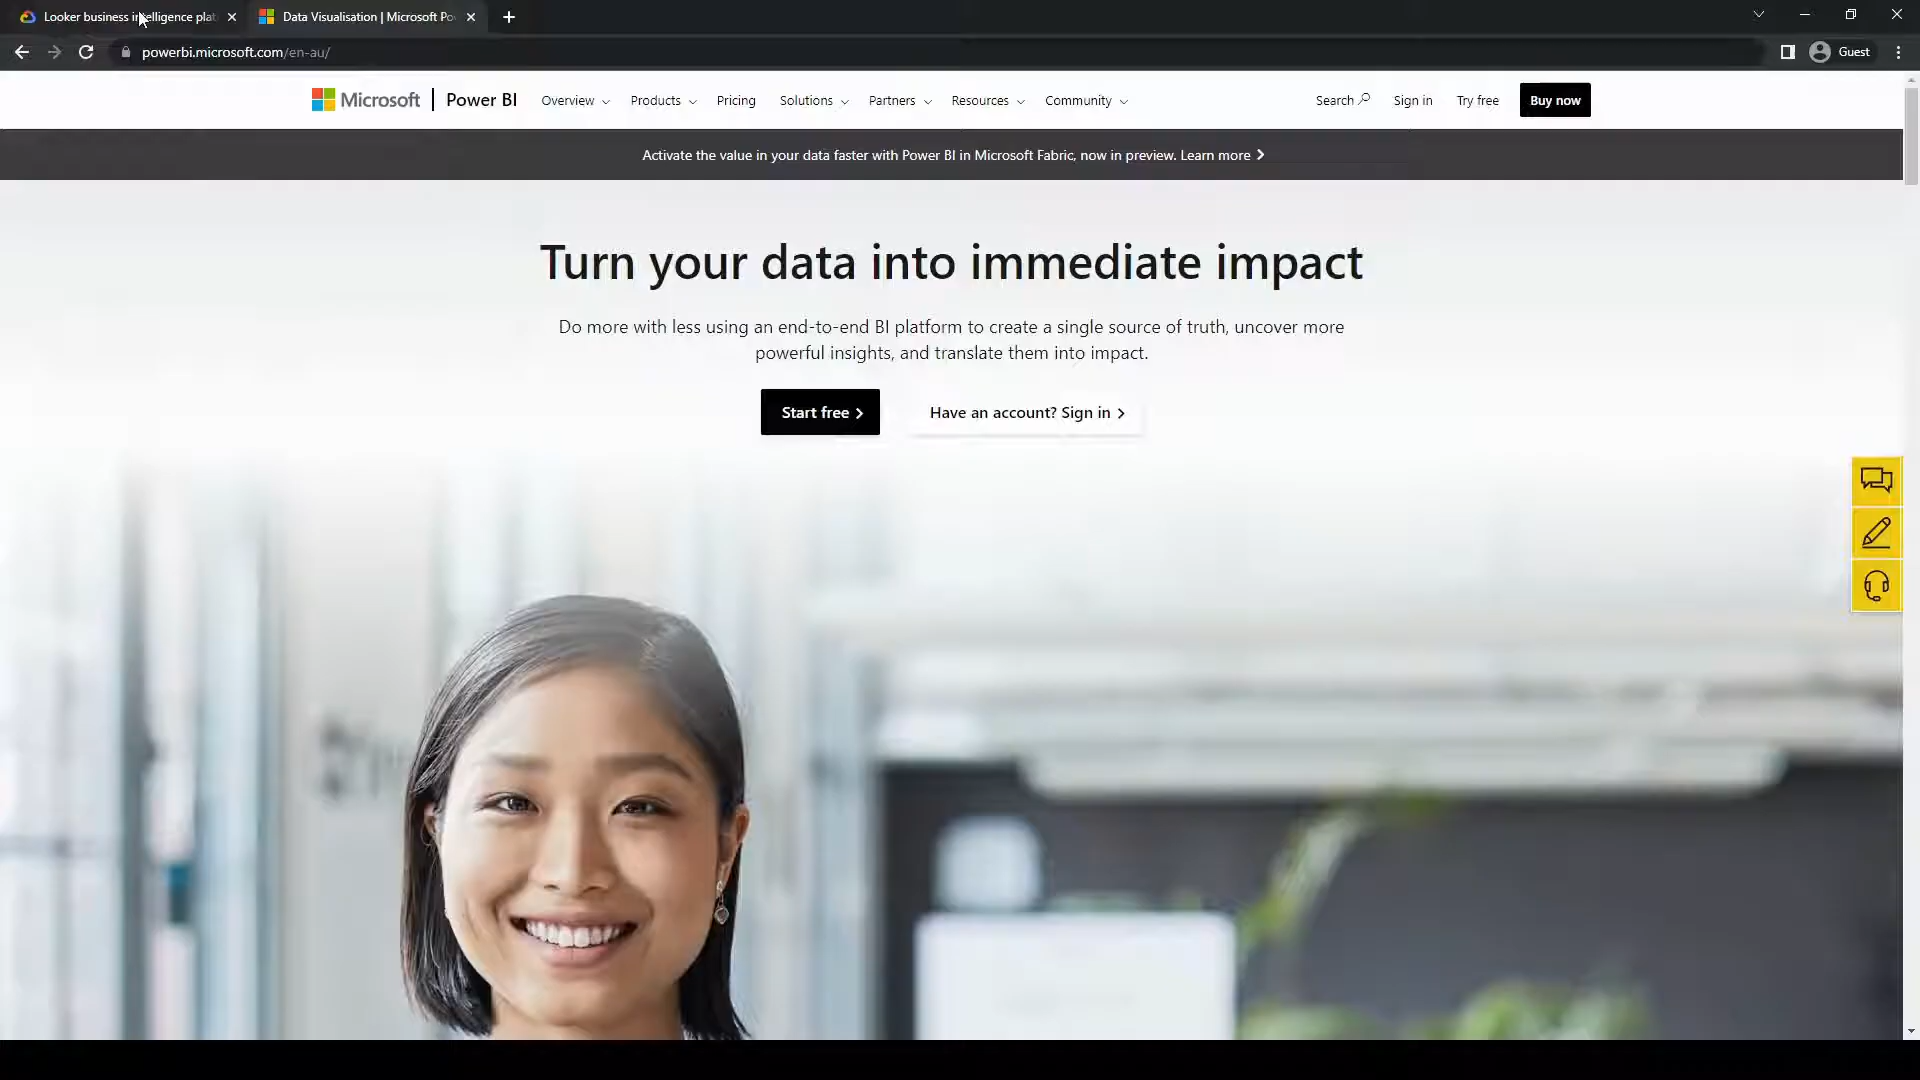 Looker business intelligence plat
Data Visualisation | Microsoft Po
powerbi.microsoft.com/en-au/
Guest
Microsoft
Power BI
Overview
Products
Pricing
Solutions
Partners
Resources
Community
Search
Sign in
Try free
Buy now
Activate the value in your data faster with Power BI in Microsoft Fabric, now in preview. Learn more
Turn your data into immediate impact
Do more with less using an end-to-end BI platform to create a single source of truth, uncover more
powerful insights, and translate them into impact.
Start free
Have an account? Sign in